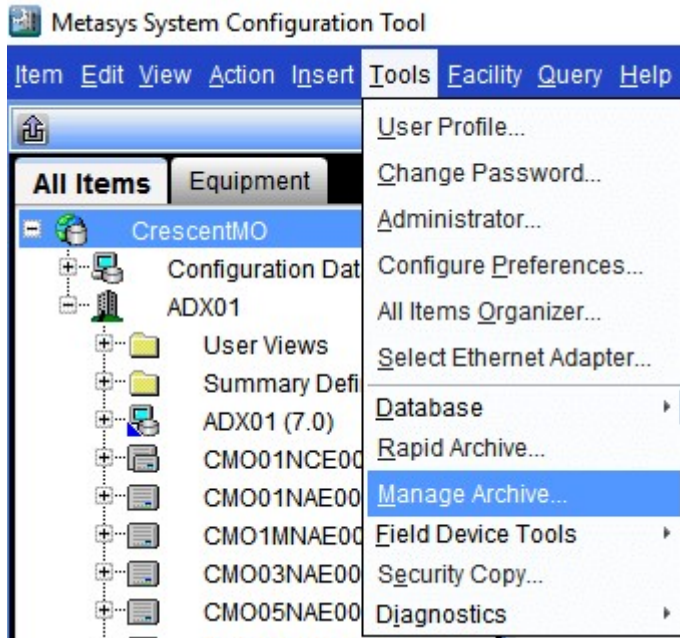 Metasys System Configuration Tool
Item Edit View Action Insert Tools Facility Query Help
User Profile...
Change Password...
Administrator...
Configure Preferences...
All Items Organizer...
Select Ethernet Adapter...
Database
Rapid Archive...
Manage Archive...
Field Device Tools
Security Copy...
Diagnostics
All Items Equipment
CrescentMO
Configuration Dat
ADX01
User Views
Summary Defi
ADX01 (7.0)
CMO01NCE00
CMO01NAE00
CMO1MNAE00
CMO03NAE00
CMO05NAE00